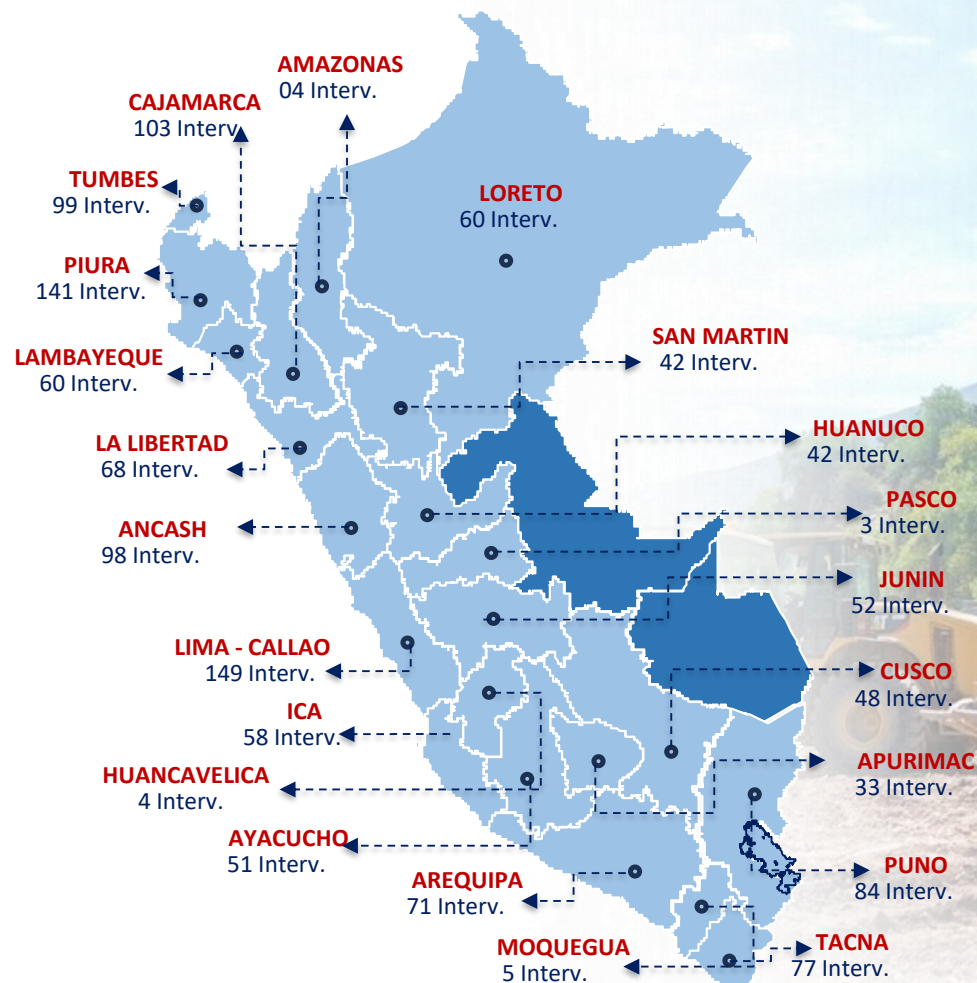 AMAZONAS
04 Interv.
CAJAMARCA
103 Interv.
TUMBES
99 Interv.
LORETO
60 Interv.
PIURA
141 Interv.
SAN MARTIN
42 Interv.
LAMBAYEQUE
60 Interv.
HUANUCO
42 Interv.
LA LIBERTAD
68 Interv.
PASCO
3 Interv.
ANCASH
98 Interv.
JUNIN
52 Interv.
LIMA - CALLAO
149 Interv.
CUSCO
48 Interv.
ICA
58 Interv.
APURIMAC
33 Interv.
HUANCAVELICA
4 Interv.
AYACUCHO
51 Interv.
PUNO
84 Interv.
AREQUIPA
71 Interv.
TACNA
77 Interv.
MOQUEGUA
5 Interv.